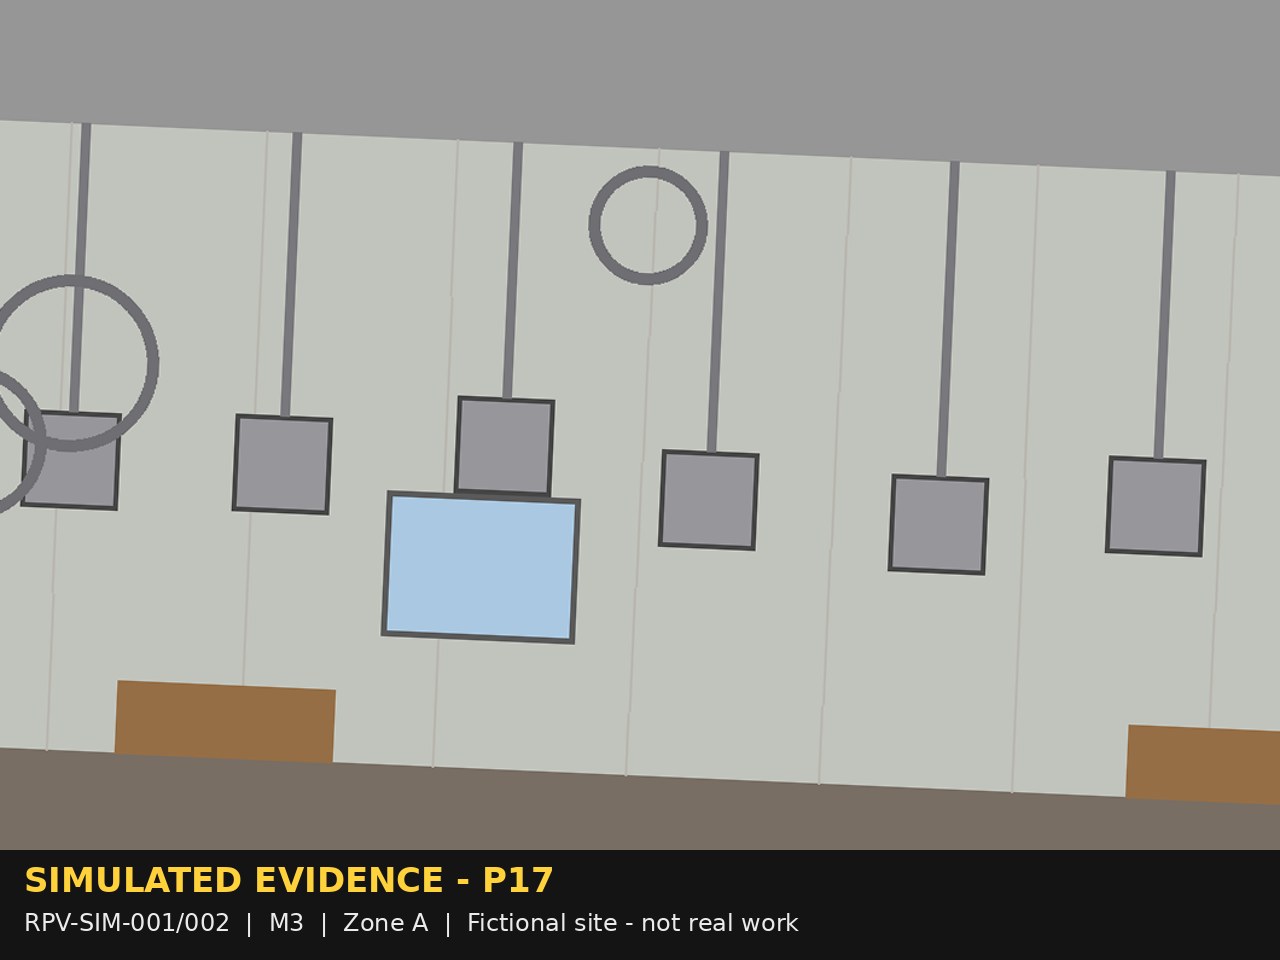 SIMULATED EVIDENCE - P17
RPV-SIM-001/002 | M3 | Zone A | Fictional site - not real work